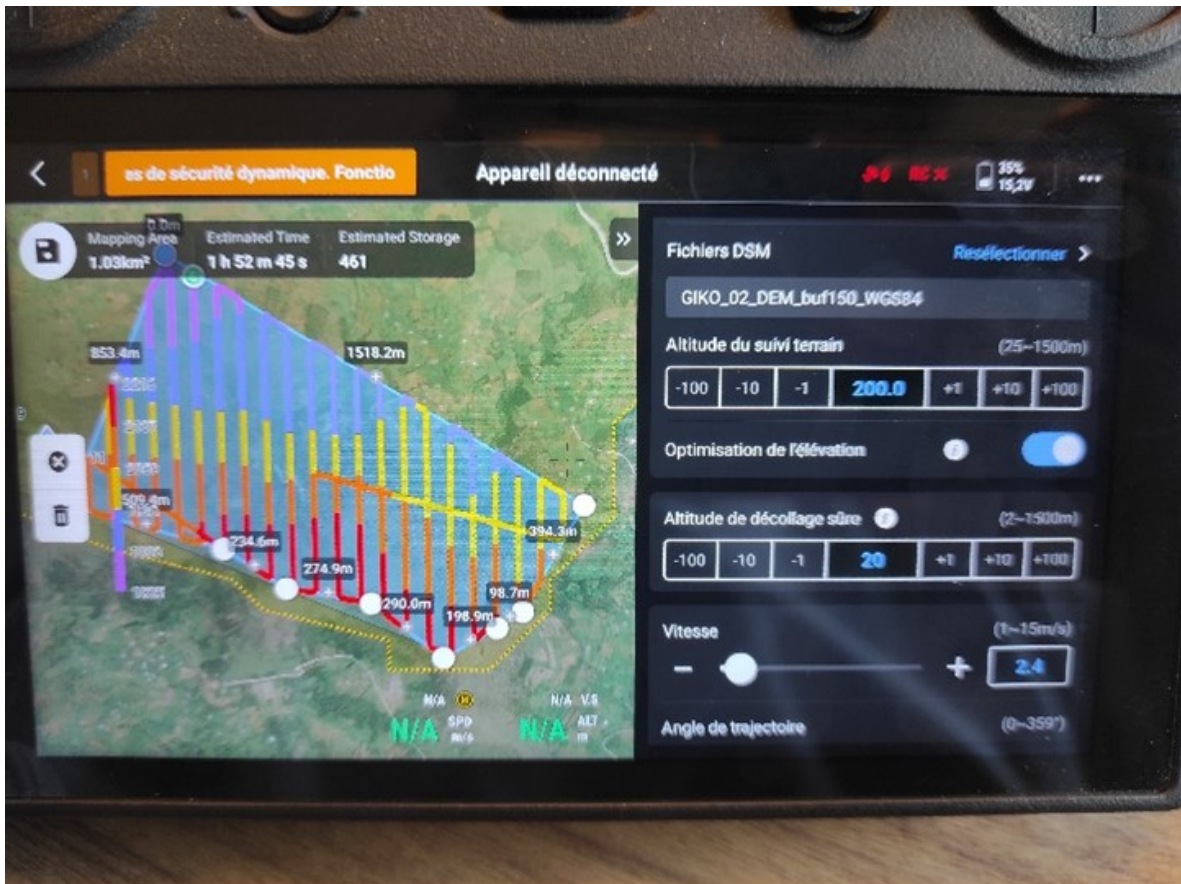 1 es de sécurité dynamique. Fonctio Appareil déconnecté 35%
15,2V
0.0m
Mapping Area Estimated Time Estimated Storage
1.03km² 1 h 52 m 45 s 461
853.4m
1518.2m
509.4m
234.6m
394.3m
274.9m
98.7m
290.0m
198.9m
N/A N/A V.S
N/A SPD m/s N/A ALT m
Fichiers DSM Resélectionner
GIKO_02_DEM_buf150_WGS84
Altitude du suivi terrain (25~1500m)
-100 -10 -1 200.0 +1 +10 +100
Optimisation de l'élévation
Altitude de décollage sûre (2~1500m)
-100 -10 -1 20 +1 +10 +100
Vitesse (1~15m/s)
2.4
Angle de trajectoire (0~359°)